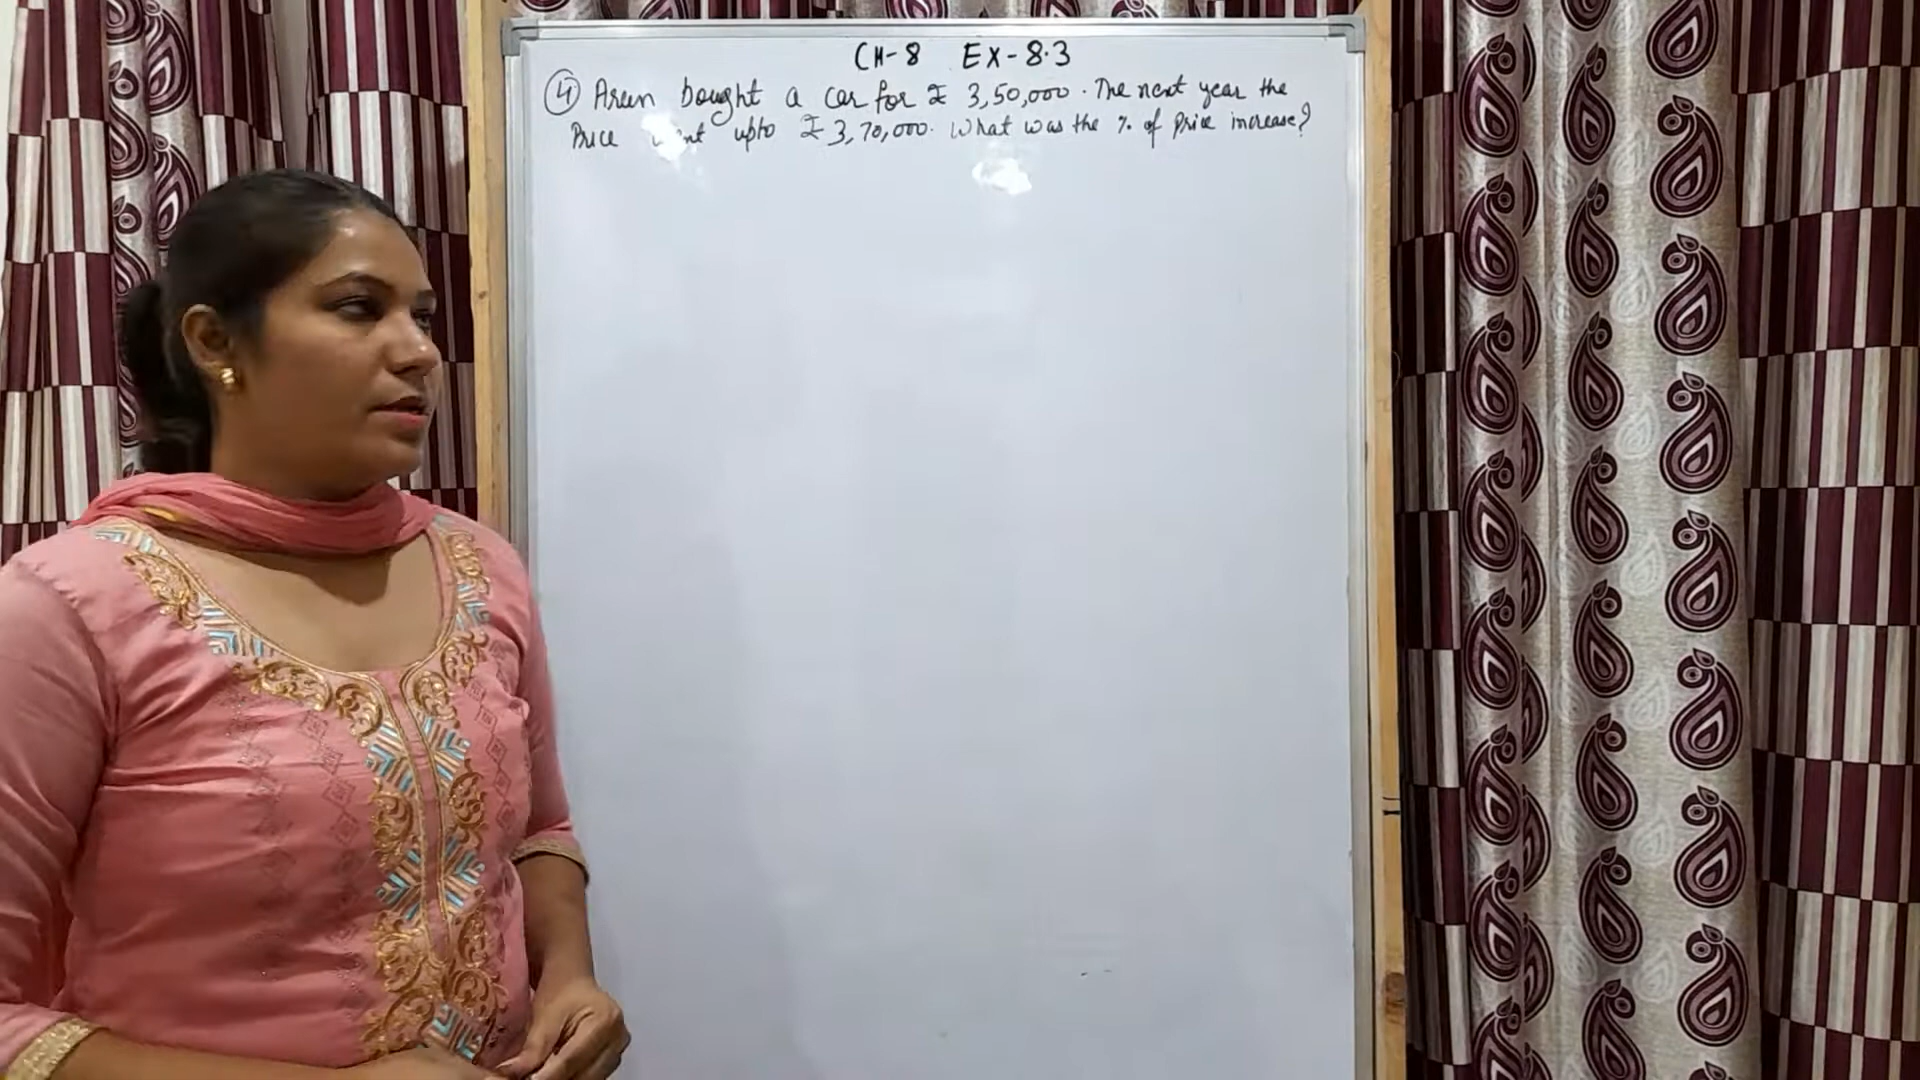 CH-8 EX-8.3
④ Arun bought a car for ₹ 3,50,000. The next year the
Price went upto ₹ 3,70,000. What was the % of Price increase?